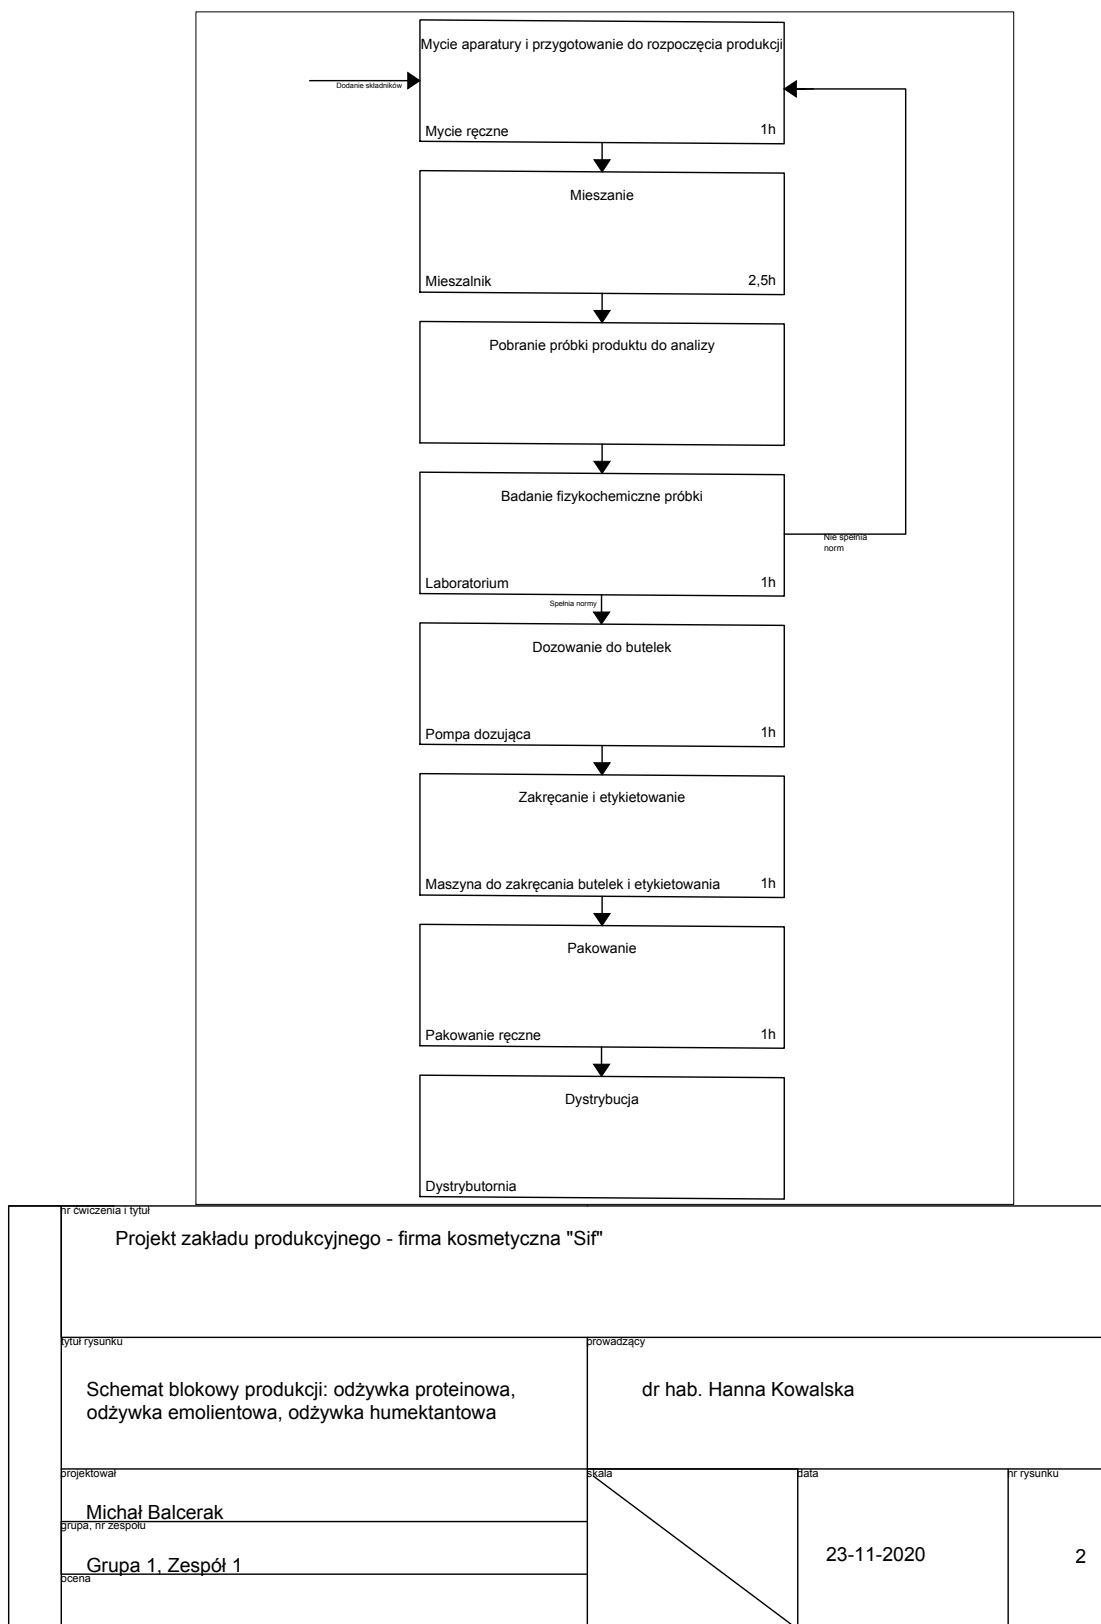 Mycie aparatury i przygotowanie do rozpoczęcia produkcji
Dodanie składników
Mycie ręczne 1h
Mieszanie
Mieszalnik 2,5h
Pobranie próbki produktu do analizy
Badanie fizykochemiczne próbki
Nie spełnia
norm
Laboratorium 1h
Spełnia normy
Dozowanie do butelek
Pompa dozująca 1h
Zakręcanie i etykietowanie
Maszyna do zakręcania butelek i etykietowania 1h
Pakowanie
Pakowanie ręczne 1h
Dystrybucja
Dystrybutornia
nr ćwiczenia i tytuł
Projekt zakładu produkcyjnego - firma kosmetyczna "Sif"
tytuł rysunku
Schemat blokowy produkcji: odżywka proteinowa,
odżywka emolientowa, odżywka humektantowa
prowadzący
dr hab. Hanna Kowalska
projektował
Michał Balcerak
grupa, nr zespołu
Grupa 1, Zespół 1
ocena
skala
data
23-11-2020
nr rysunku
2